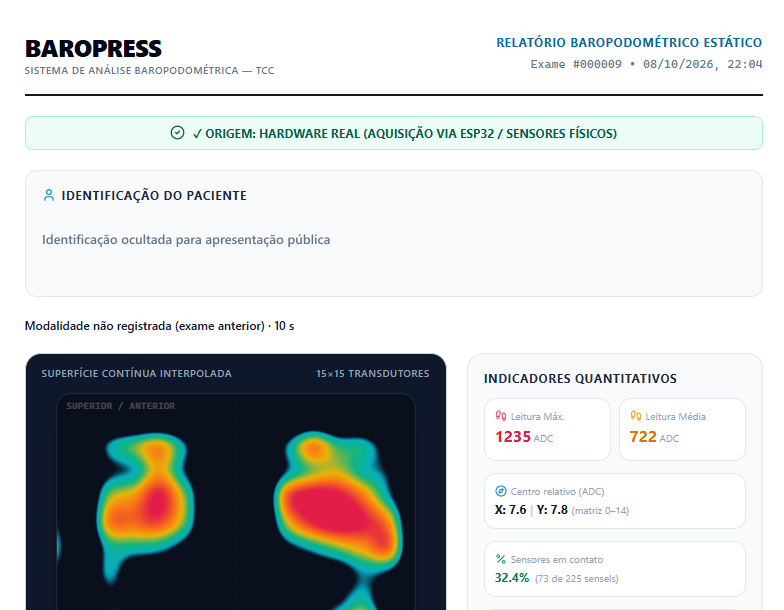 BAROPRESS
SISTEMA DE ANÁLISE BAROPODOMÉTRICA — TCC
RELATÓRIO BAROPODOMÉTRICO ESTÁTICO
Exame #000009 • 08/10/2026, 22:04
✓ ORIGEM: HARDWARE REAL (AQUISIÇÃO VIA ESP32 / SENSORES FÍSICOS)
IDENTIFICAÇÃO DO PACIENTE
Identificação ocultada para apresentação pública
Modalidade não registrada (exame anterior) · 10 s
SUPERFÍCIE CONTÍNUA INTERPOLADA
15×15 TRANSDUTORES
SUPERIOR / ANTERIOR
INDICADORES QUANTITATIVOS
Leitura Máx.
1235 ADC
Leitura Média
722 ADC
Centro relativo (ADC)
X: 7.6 | Y: 7.8 (matriz 0–14)
Sensores em contato
32.4% (73 de 225 sensels)